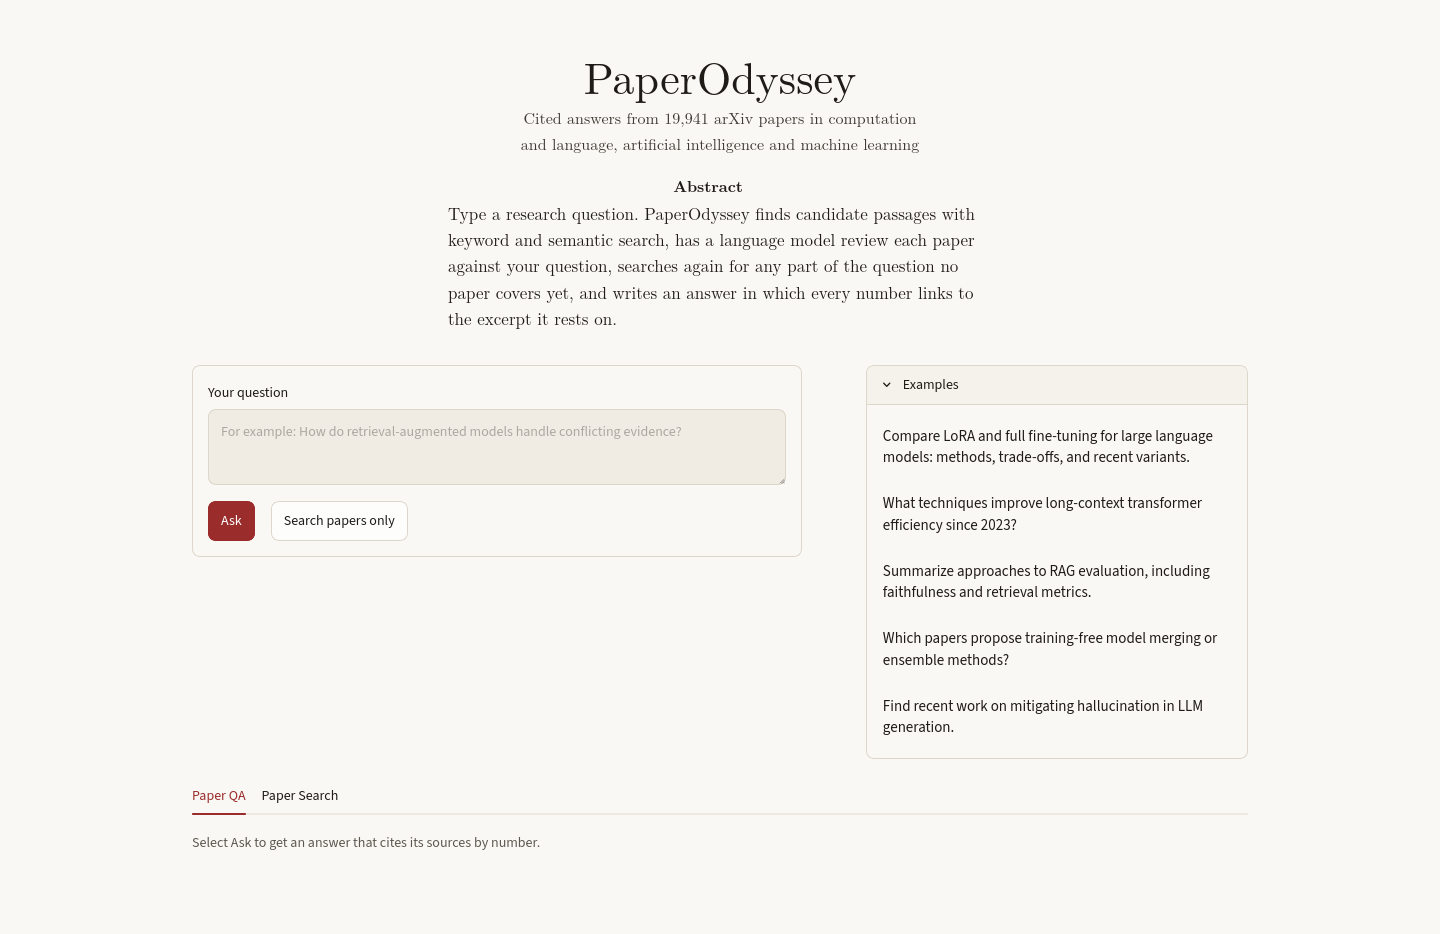 PaperOdyssey
Cited answers from 19,941 arXiv papers in computation
and language, artificial intelligence and machine learning
Abstract
Type a research question. PaperOdyssey finds candidate passages with
keyword and semantic search, has a language model review each paper
against your question, searches again for any part of the question no
paper covers yet, and writes an answer in which every number links to
the excerpt it rests on.
Your question
For example: How do retrieval-augmented models handle conflicting evidence?
Ask
Search papers only
Examples
Compare LoRA and full fine-tuning for large language
models: methods, trade-offs, and recent variants.
What techniques improve long-context transformer
efficiency since 2023?
Summarize approaches to RAG evaluation, including
faithfulness and retrieval metrics.
Which papers propose training-free model merging or
ensemble methods?
Find recent work on mitigating hallucination in LLM
generation.
Paper QA
Paper Search
Select Ask to get an answer that cites its sources by number.